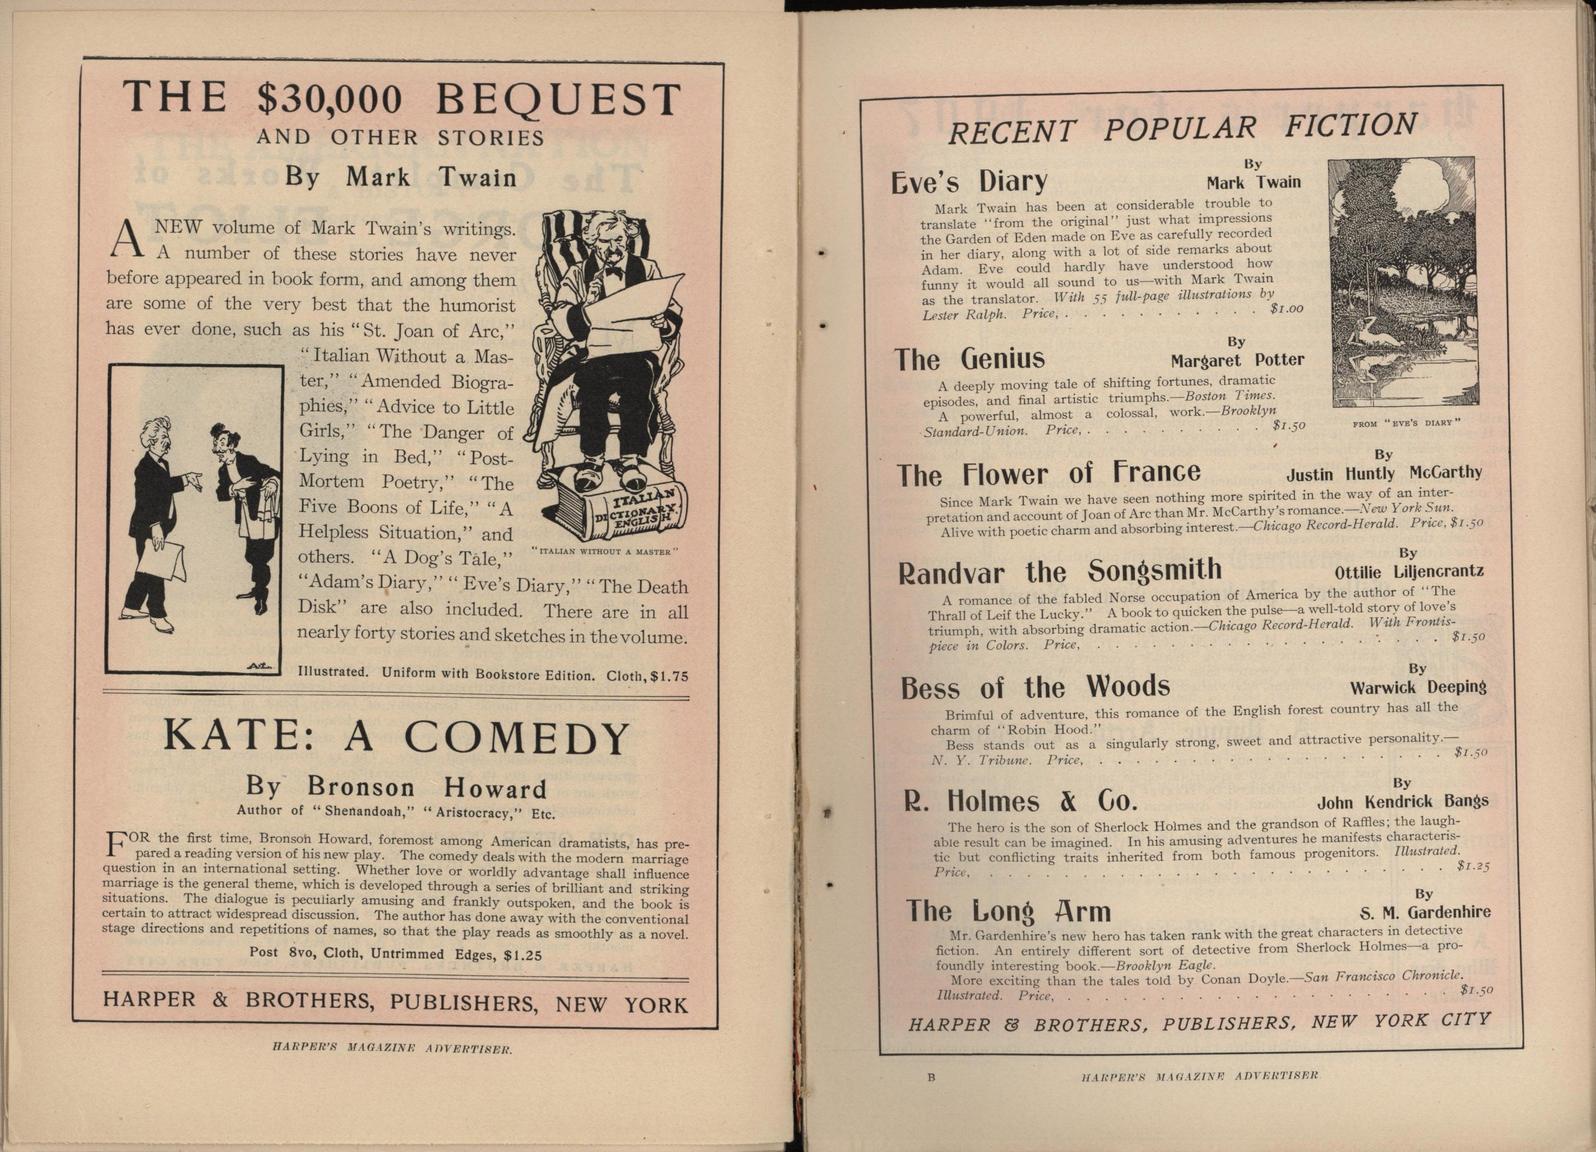 THE $30,000 BEQUEST
AND OTHER STORIES
By Mark Twain
A NEW volume of Mark Twain's writings.
A number of these stories have never
before appeared in book form, and among them
are some of the very best that the humorist
has ever done, such as his "St. Joan of Arc,"
"Italian Without a Mas-
ter," "Amended Biogra-
phies," "Advice to Little
Girls," "The Danger of
Lying in Bed," "Post-
Mortem Poetry," "The
Five Boons of Life," "A
Helpless Situation," and
others. "A Dog's Tale,"
"Adam's Diary," "Eve's Diary," "The Death
Disk" are also included. There are in all
nearly forty stories and sketches in the volume.
ITALIAN
DICTIONARY
ENGLISH
"ITALIAN WITHOUT A MASTER"
Illustrated. Uniform with Bookstore Edition. Cloth, $1.75
KATE: A COMEDY
By Bronson Howard
Author of "Shenandoah," "Aristocracy," Etc.
FOR the first time, Bronson Howard, foremost among American dramatists, has pre-
pared a reading version of his new play. The comedy deals with the modern marriage
question in an international setting. Whether love or worldly advantage shall influence
marriage is the general theme, which is developed through a series of brilliant and striking
situations. The dialogue is peculiarly amusing and frankly outspoken, and the book is
certain to attract widespread discussion. The author has done away with the conventional
stage directions and repetitions of names, so that the play reads as smoothly as a novel.
Post 8vo, Cloth, Untrimmed Edges, $1.25
HARPER & BROTHERS, PUBLISHERS, NEW YORK
HARPER'S MAGAZINE ADVERTISER.
RECENT POPULAR FICTION
Eve's Diary
By
Mark Twain
Mark Twain has been at considerable trouble to
translate "from the original" just what impressions
the Garden of Eden made on Eve as carefully recorded
in her diary, along with a lot of side remarks about
Adam. Eve could hardly have understood how
funny it would all sound to us—with Mark Twain
as the translator. With 55 full-page illustrations by
Lester Ralph. Price, . . . . . . . . . . . $1.00
The Genius
By
Margaret Potter
A deeply moving tale of shifting fortunes, dramatic
episodes, and final artistic triumphs.—Boston Times.
A powerful, almost a colossal, work.—Brooklyn
Standard-Union. Price, . . . . . . . . . . $1.50
FROM "EVE'S DIARY"
The Flower of France
By
Justin Huntly McCarthy
Since Mark Twain we have seen nothing more spirited in the way of an inter-
pretation and account of Joan of Arc than Mr. McCarthy's romance.—New York Sun.
Alive with poetic charm and absorbing interest.—Chicago Record-Herald. Price, $1.50
Randvar the Songsmith
By
Ottilie Liljencrantz
A romance of the fabled Norse occupation of America by the author of "The
Thrall of Leif the Lucky." A book to quicken the pulse—a well-told story of love's
triumph, with absorbing dramatic action.—Chicago Record-Herald. With Frontis-
piece in Colors. Price, . . . . . . . . . . . . . . . . $1.50
Bess of the Woods
By
Warwick Deeping
Brimful of adventure, this romance of the English forest country has all the
charm of "Robin Hood."
Bess stands out as a singularly strong, sweet and attractive personality.—
N. Y. Tribune. Price, . . . . . . . . . . . . . . . . $1.50
R. Holmes & Co.
By
John Kendrick Bangs
The hero is the son of Sherlock Holmes and the grandson of Raffles; the laugh-
able result can be imagined. In his amusing adventures he manifests characteris-
tic but conflicting traits inherited from both famous progenitors. Illustrated.
Price, . . . . . . . . . . . . . . . . . . . . $1.25
The Long Arm
By
S. M. Gardenhire
Mr. Gardenhire's new hero has taken rank with the great characters in detective
fiction. An entirely different sort of detective from Sherlock Holmes—a pro-
foundly interesting book.—Brooklyn Eagle.
More exciting than the tales told by Conan Doyle.—San Francisco Chronicle.
Illustrated. Price, . . . . . . . . . . . . . . . . . $1.50
HARPER & BROTHERS, PUBLISHERS, NEW YORK CITY
B HARPER'S MAGAZINE ADVERTISER